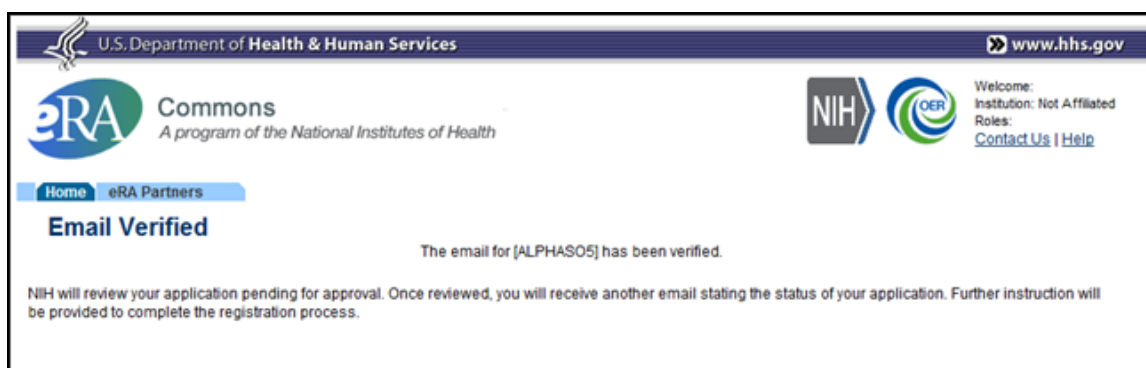 U.S. Department of Health & Human Services
www.hhs.gov
eRA
Commons
A program of the National Institutes of Health
NIH
OER
Welcome:
Institution: Not Affiliated
Roles:
Contact Us | Help
Home eRA Partners
Email Verified
The email for [ALPHASO5] has been verified.
NIH will review your application pending for approval. Once reviewed, you will receive another email stating the status of your application. Further instruction will
be provided to complete the registration process.